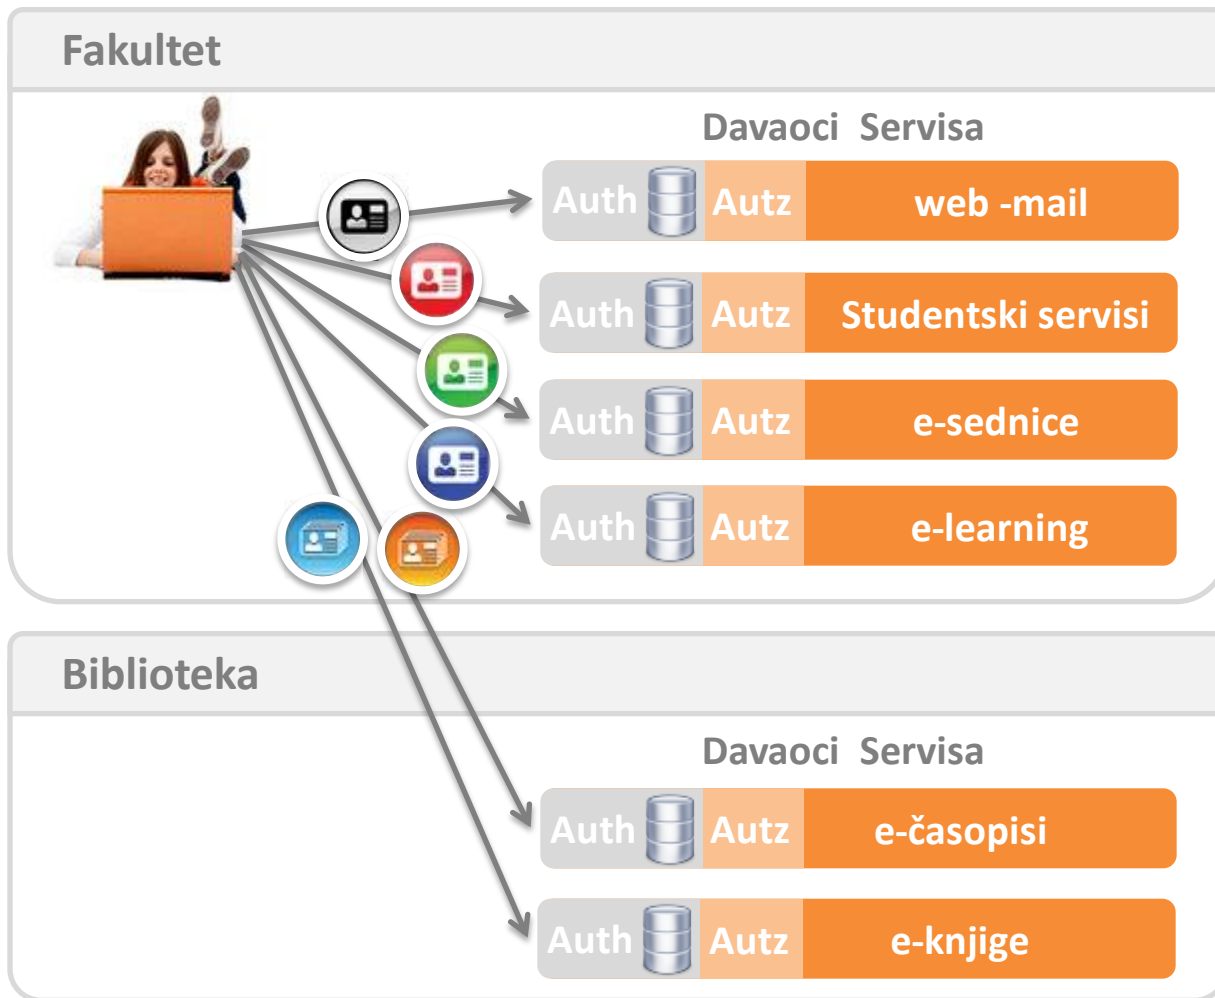 Fakultet
Davaoci Servisa
Auth Autz web -mail
Auth Autz Studentski servisi
Auth Autz e-sednice
Auth Autz e-learning
Biblioteka
Davaoci Servisa
Auth Autz e-časopisi
Auth Autz e-knjige